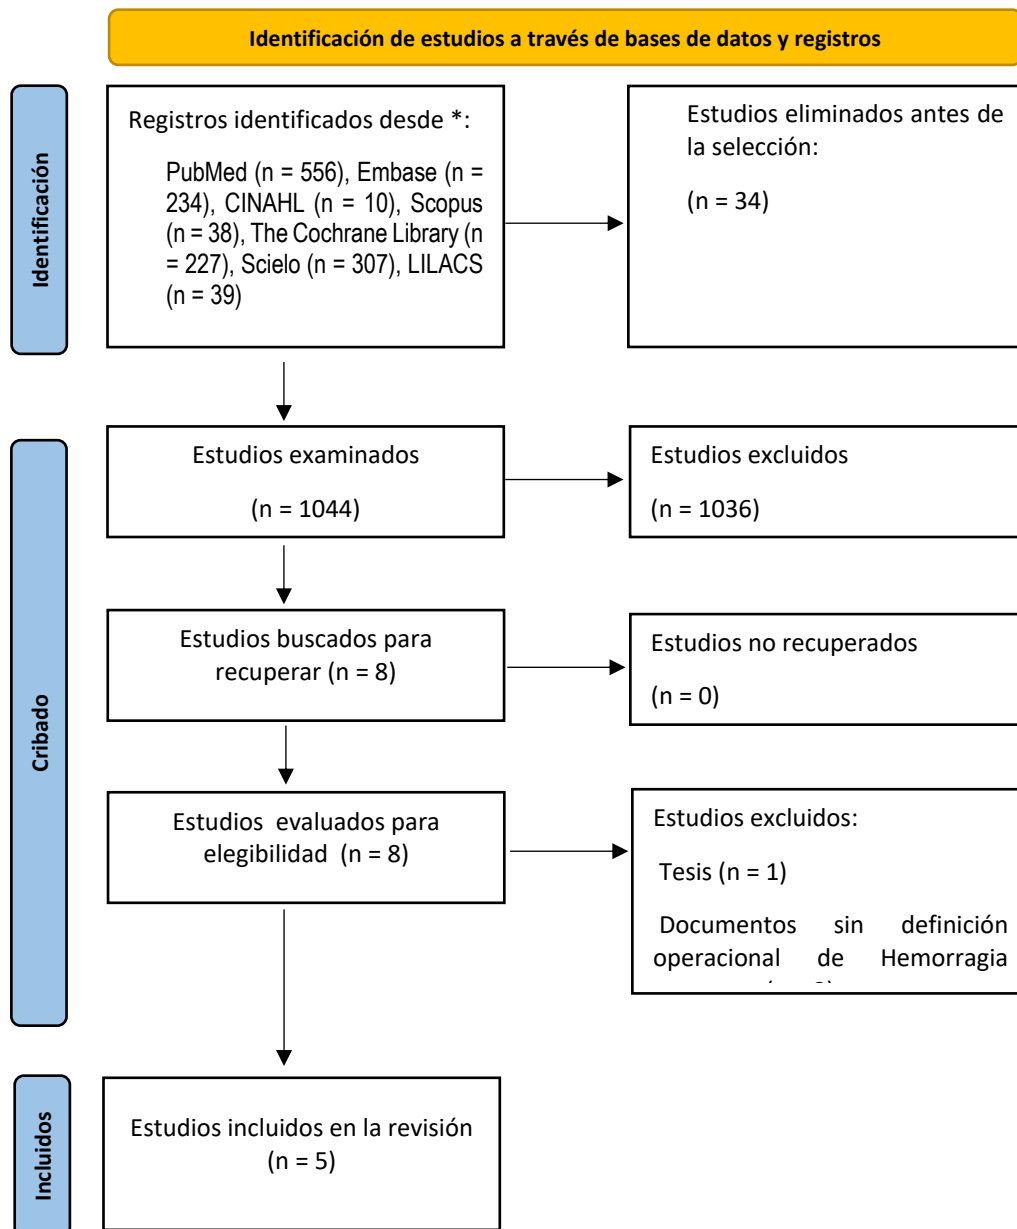 Identificación de estudios a través de bases de datos y registros
Identificación
Registros identificados desde *:
PubMed (n = 556), Embase (n =
234), CINAHL (n = 10), Scopus
(n = 38), The Cochrane Library (n
= 227), Scielo (n = 307), LILACS
(n = 39)
Estudios eliminados antes de
la selección:
(n = 34)
Cribado
Estudios examinados
(n = 1044)
Estudios excluidos
(n = 1036)
Estudios buscados para
recuperar (n = 8)
Estudios no recuperados
(n = 0)
Estudios evaluados para
elegibilidad (n = 8)
Estudios excluidos:
Tesis (n = 1)
Documentos sin definición
operacional de Hemorragia
Incluidos
Estudios incluidos en la revisión
(n = 5)